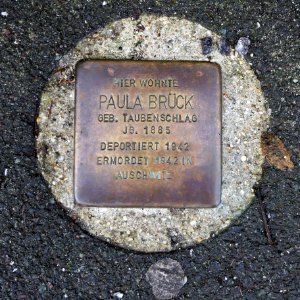 HIER WOHNTE
PAULA BRÜCK
GEB. TAUBENSCHLAG
JG. 1885
DEPORTIERT 1942
ERMORDET 1942 IN
AUSCHWITZ